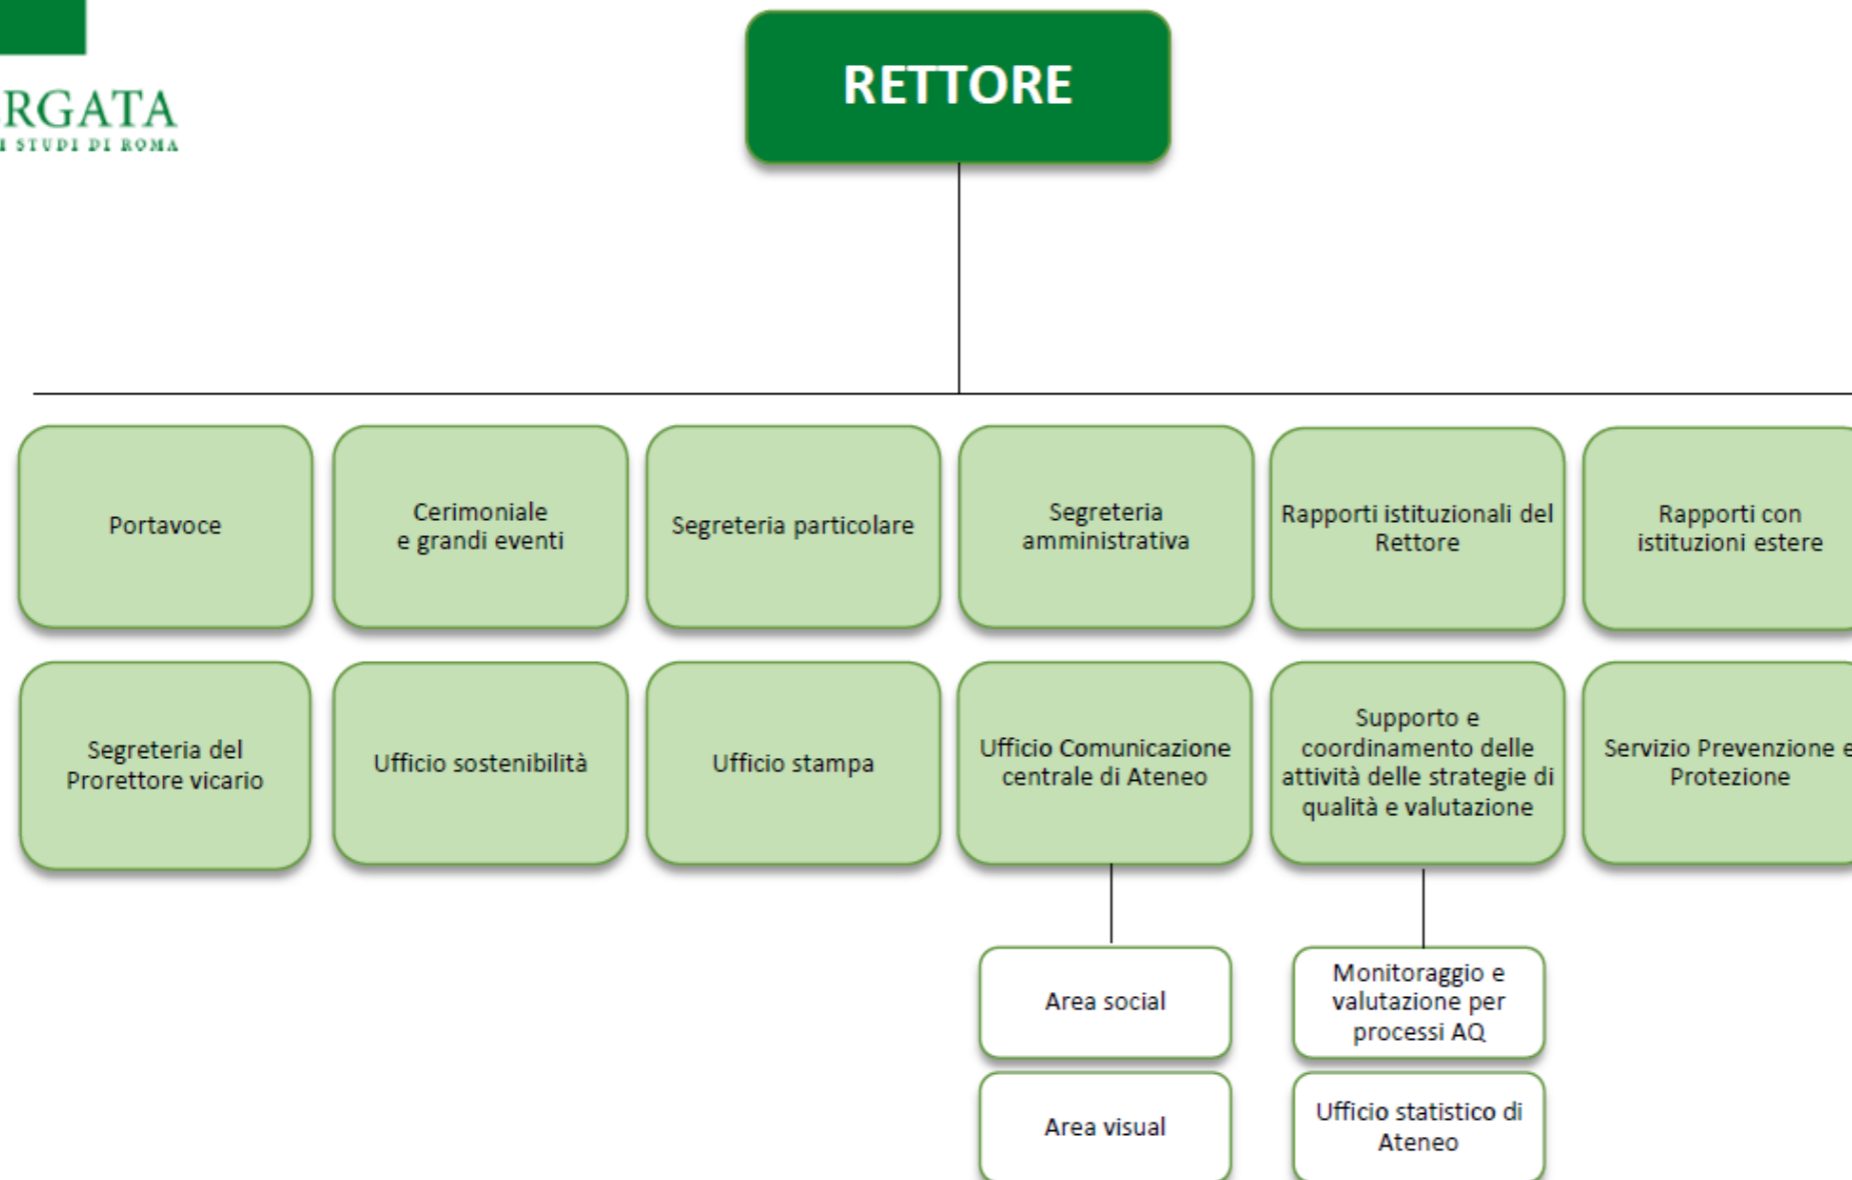 RGATA
I STUDI DI ROMA
RETTORE
Portavoce
Cerimoniale
e grandi eventi
Segreteria particolare
Segreteria
amministrativa
Rapporti istituzionali del
Rettore
Rapporti con
istituzioni estere
Segreteria del
Prorettore vicario
Ufficio sostenibilità
Ufficio stampa
Ufficio Comunicazione
centrale di Ateneo
Supporto e
coordinamento delle
attività delle strategie di
qualità e valutazione
Servizio Prevenzione e
Protezione
Area social
Monitoraggio e
valutazione per
processi AQ
Area visual
Ufficio statistico di
Ateneo